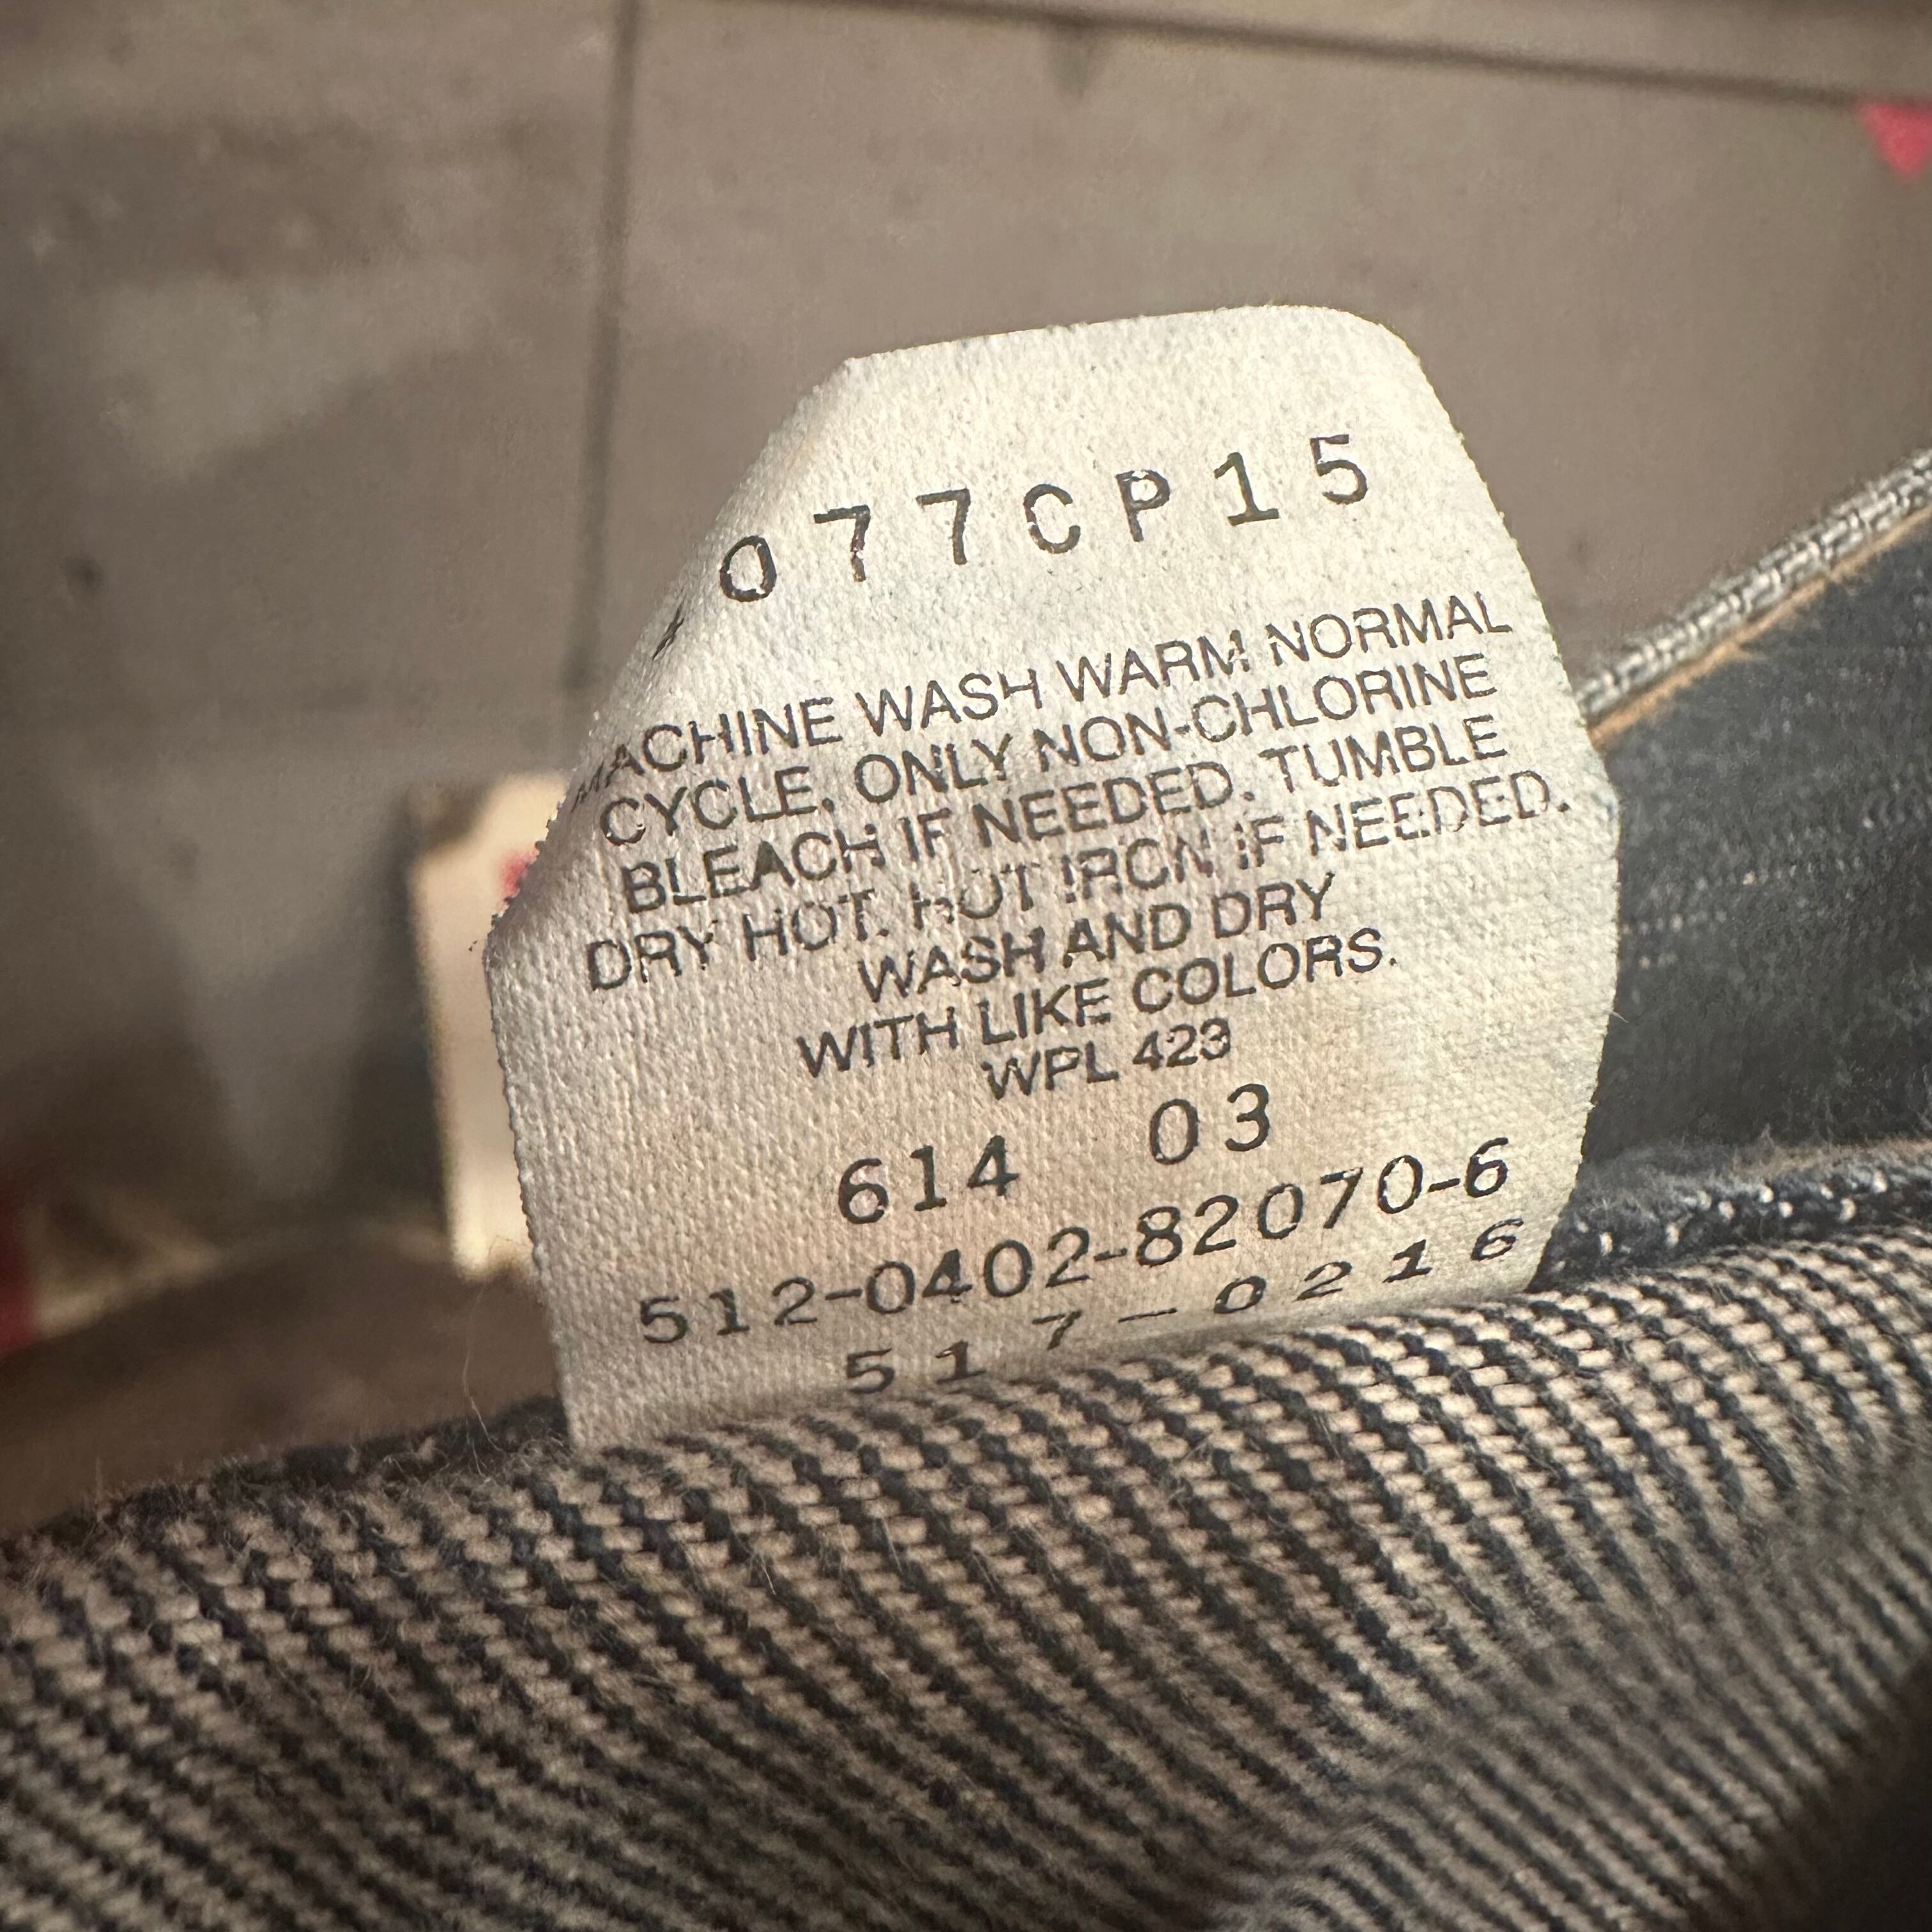 * 077CP15
MACHINE WASH WARM NORMAL
CYCLE. ONLY NON-CHLORINE
BLEACH IF NEEDED. TUMBLE
DRY HOT. HOT IRON IF NEEDED.
WASH AND DRY
WITH LIKE COLORS.
WPL 423
614 03
512-0402-82070-6
517-0216